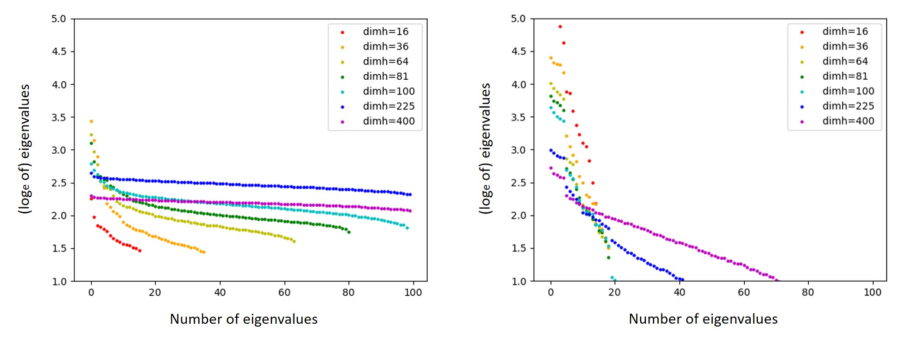 5.0
4.5
4.0
3.5
3.0
2.5
2.0
1.5
1.0
(logₑ of) eigenvalues
0
20
40
60
80
100
Number of eigenvalues
dimh=16
dimh=36
dimh=64
dimh=81
dimh=100
dimh=225
dimh=400
5.0
4.5
4.0
3.5
3.0
2.5
2.0
1.5
1.0
(logₑ of) eigenvalues
0
20
40
60
80
100
Number of eigenvalues
dimh=16
dimh=36
dimh=64
dimh=81
dimh=100
dimh=225
dimh=400